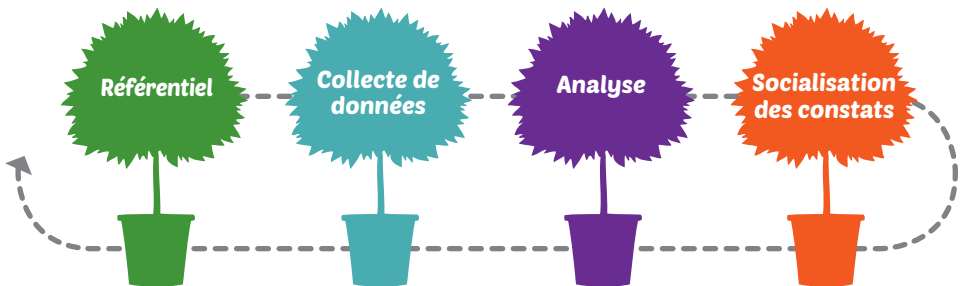 Référentiel
Collecte de
données
Analyse
Socialisation
des constats